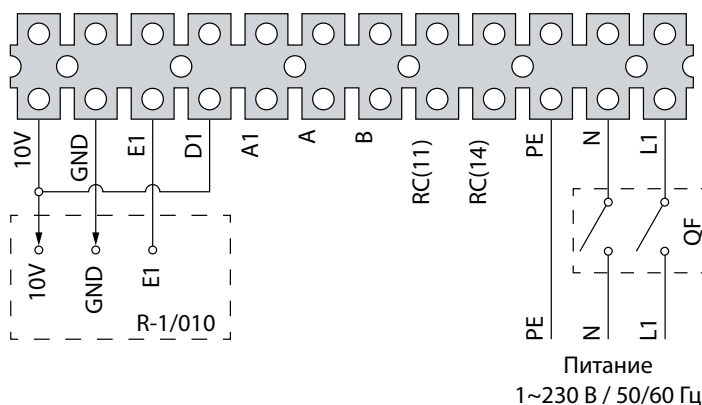 10V
GND
E1
D1
A1
A
B
RC(11)
RC(14)
PE
N
L1
QF
10V
GND
E1
R-1/010
PE
N
L1
Питание
1~230 В / 50/60 Гц